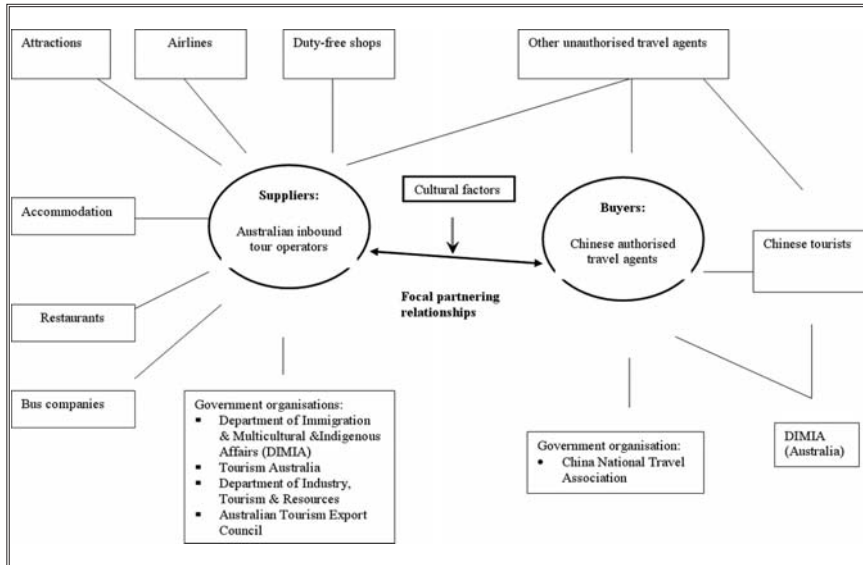 Attractions
Airlines
Duty-free shops
Other unauthorised travel agents
Suppliers:
Australian inbound
tour operators
Cultural factors
Buyers:
Chinese authorised
travel agents
Accommodation
Chinese tourists
Focal partnering
relationships
Restaurants
Bus companies
Government organisations:
▪ Department of Immigration
& Multicultural &Indigenous
Affairs (DIMIA)
▪ Tourism Australia
▪ Department of Industry,
Tourism & Resources
▪ Australian Tourism Export
Council
Government organisation:
• China National Travel
Association
DIMIA
(Australia)